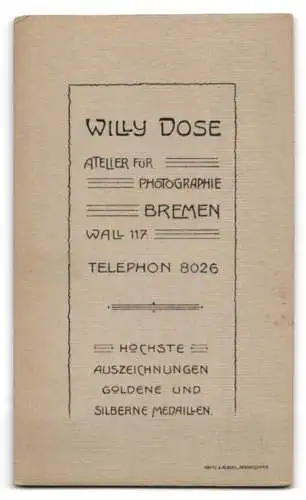 WILLY DOSE
ATELIER FÜR
PHOTOGRAPHIE
BREMEN
WALL 117
TELEPHON 8026
HÖCHSTE
AUSZEICHNUNGEN
GOLDENE UND
SILBERNE MEDAILLEN.